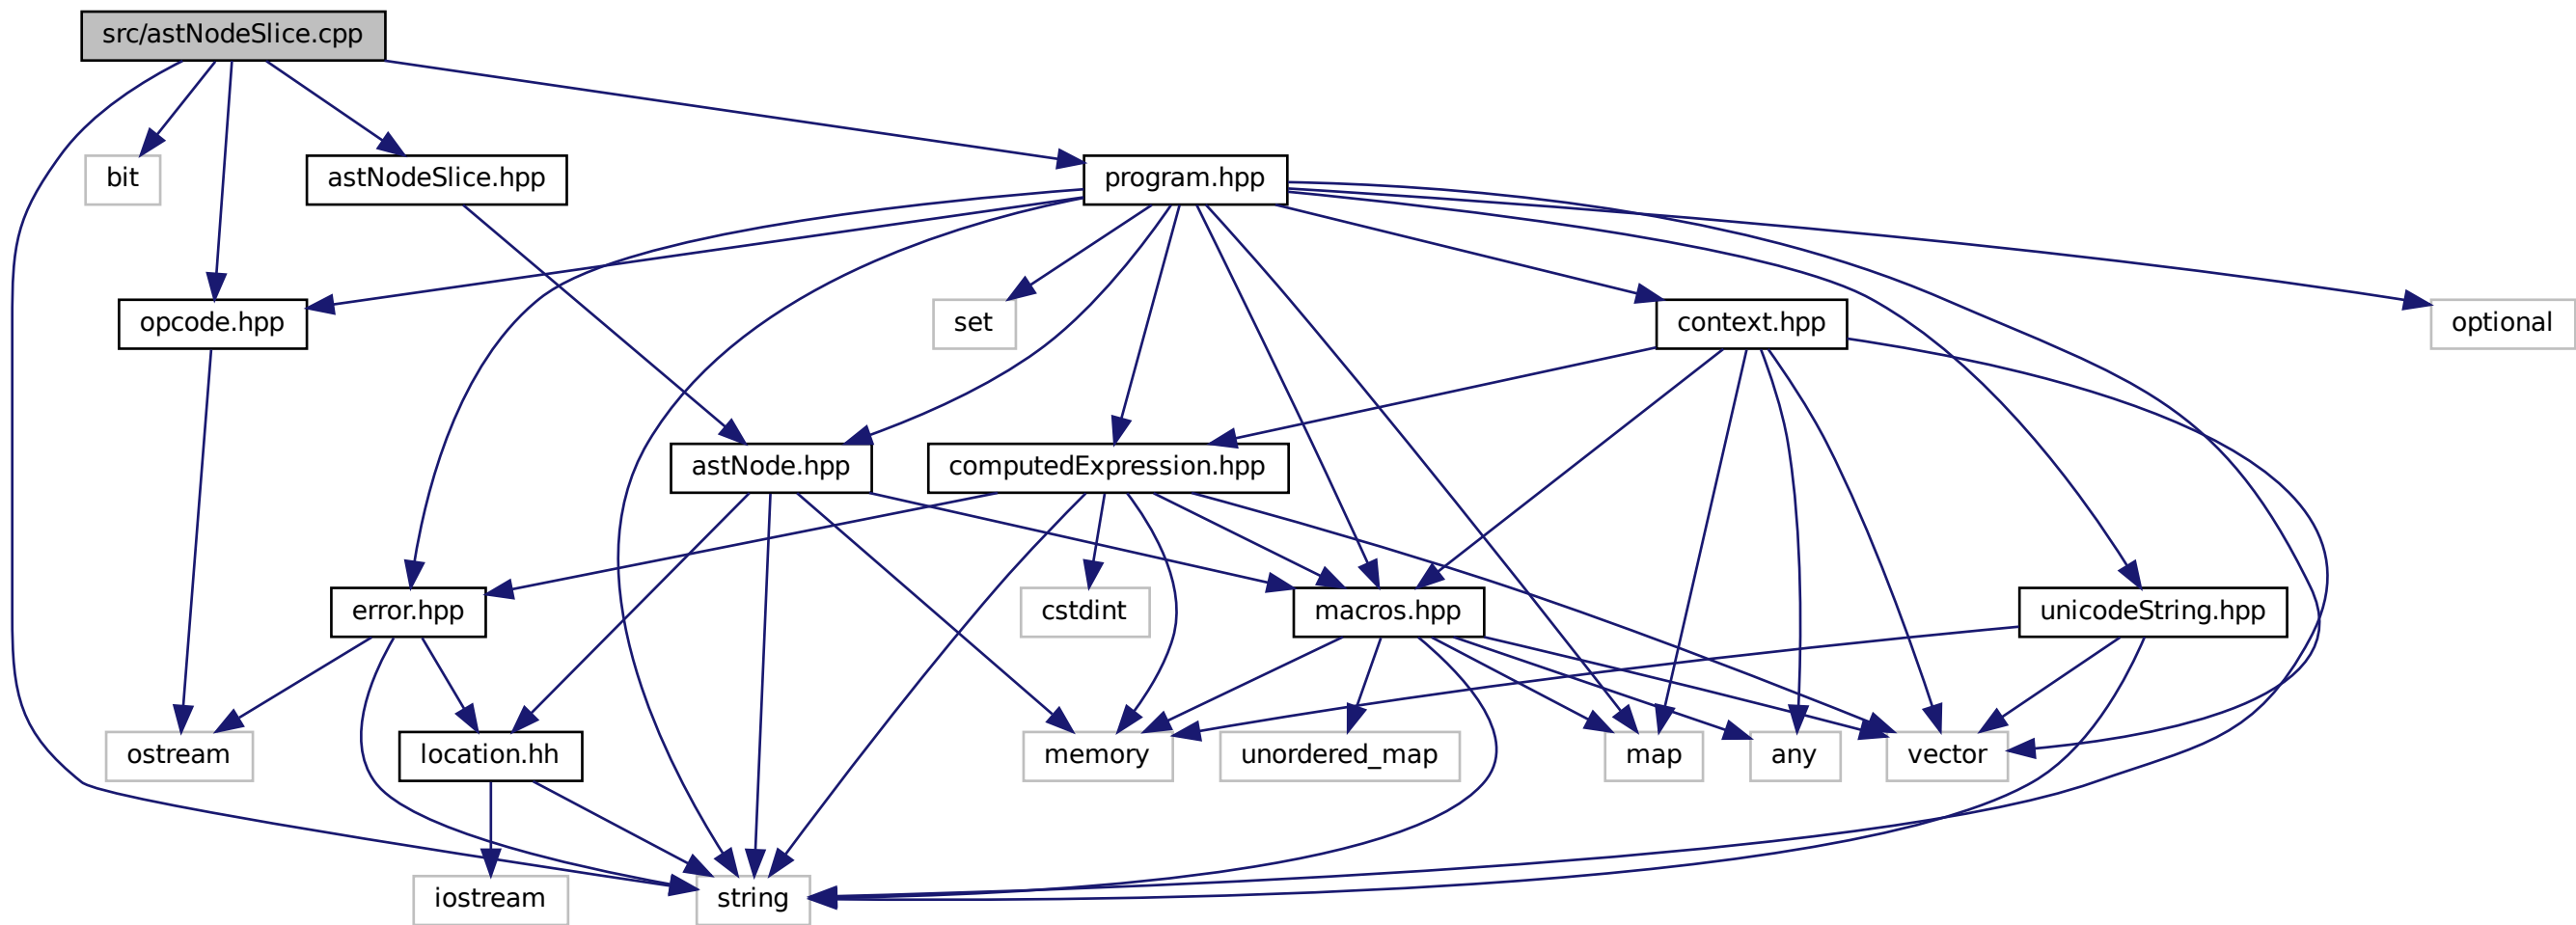 src/astNodeSlice.cpp
bit
astNodeSlice.hpp
program.hpp
opcode.hpp
set
context.hpp
optional
astNode.hpp
computedExpression.hpp
error.hpp
cstdint
macros.hpp
unicodeString.hpp
ostream
location.hh
memory
unordered_map
map
any
vector
iostream
string